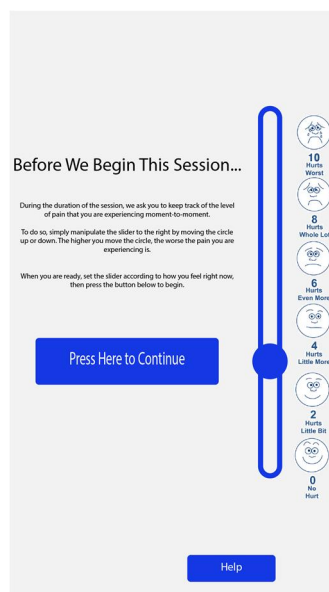 Before We Begin This Session...
During the duration of the session, we ask you to keep track of the level
of pain that you are experiencing moment-to-moment.
To do so, simply manipulate the slider to the right by moving the circle
up or down. The higher you move the circle, the worse the pain you are
experiencing is.
When you are ready, set the slider according to how you feel right now,
then press the button below to begin.
Press Here to Continue
10
Hurts
Worst
8
Hurts
Whole Lot
6
Hurts
Even More
4
Hurts
Little More
2
Hurts
Little Bit
0
No
Hurt
Help